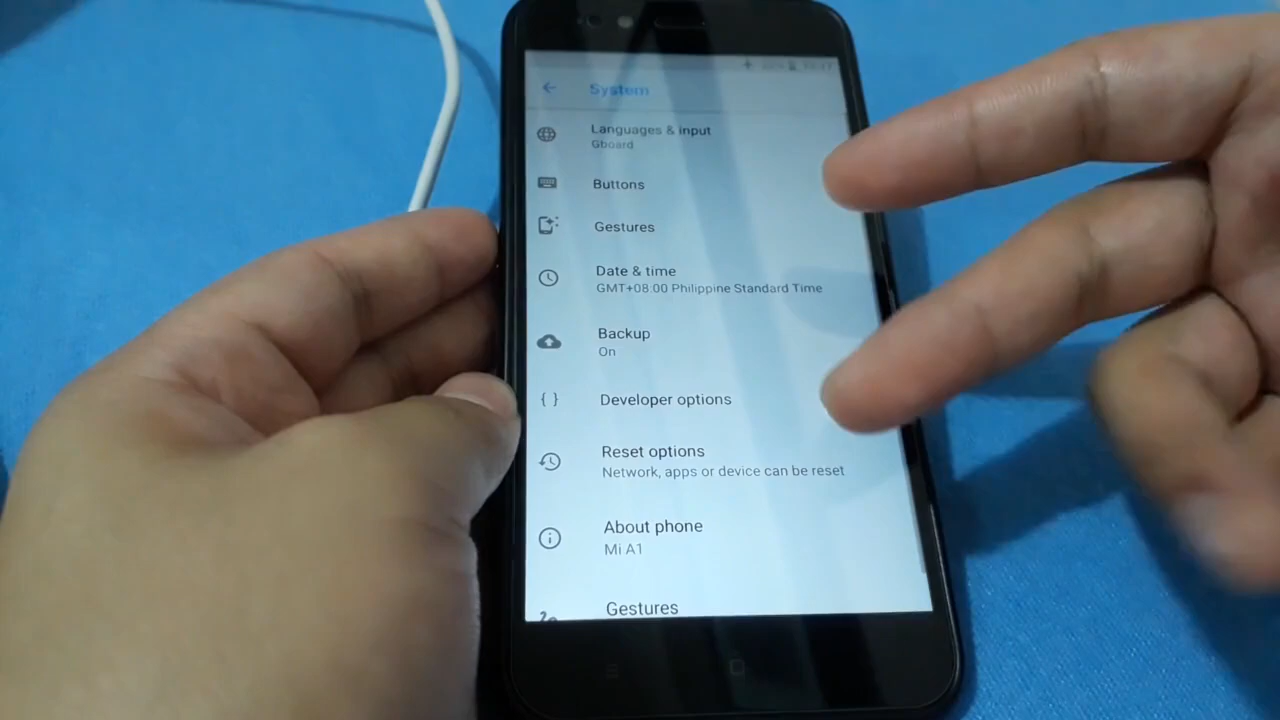 System
Languages & input
Gboard
Buttons
Gestures
Date & time
GMT+08:00 Philippine Standard Time
Backup
On
Developer options
Reset options
Network, apps or device can be reset
About phone
Mi A1
Gestures